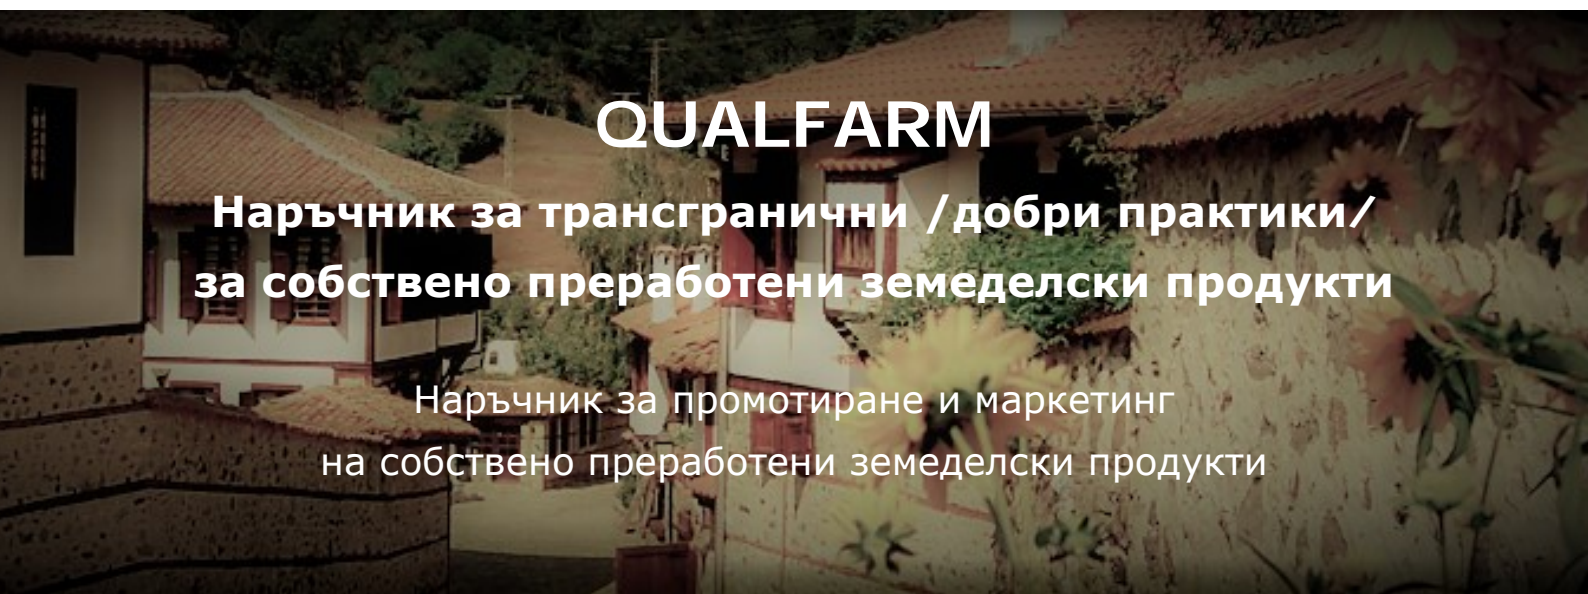 QUALFARM
Наръчник за трансгранични /добри практики/
за собствено преработени земеделски продукти
Наръчник за промотиране и маркетинг
на собствено преработени земеделски продукти